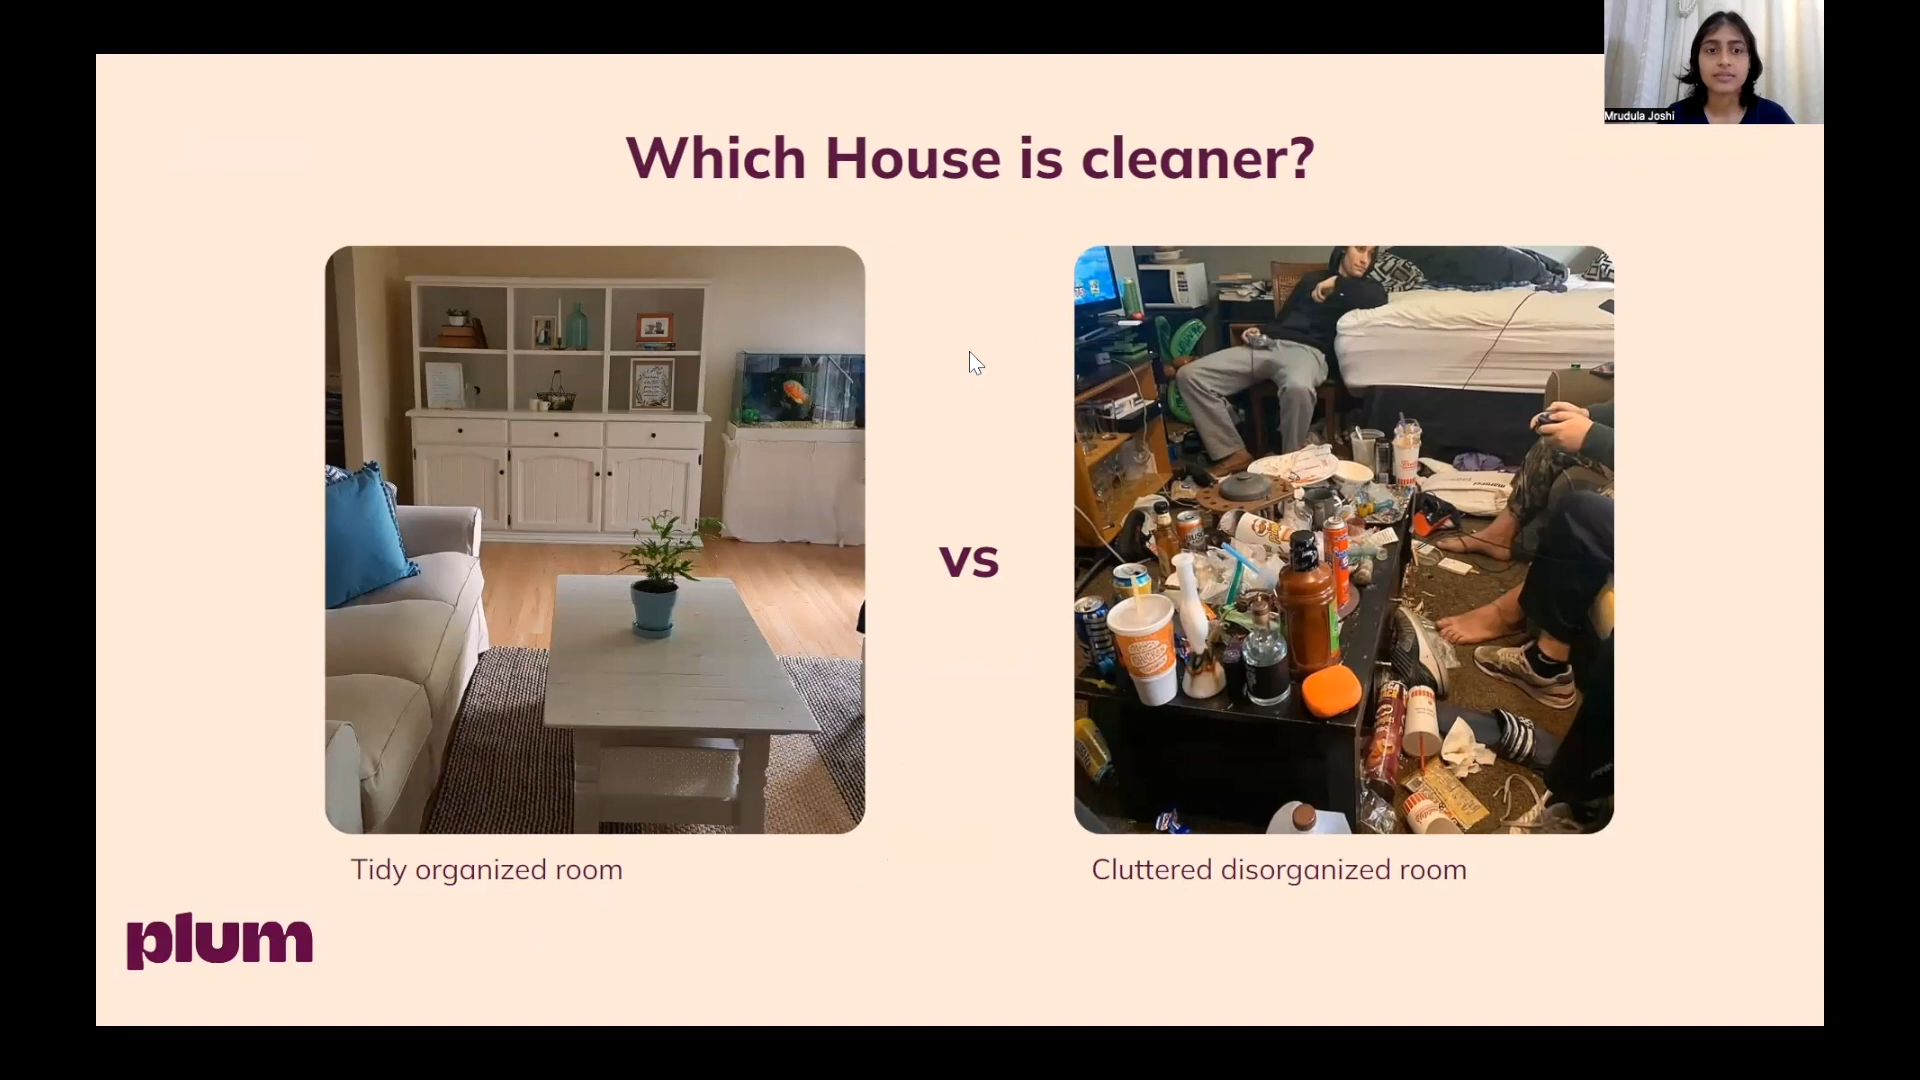 Mrudula Joshi
Which House is cleaner?
vs
Tidy organized room
Cluttered disorganized room
plum